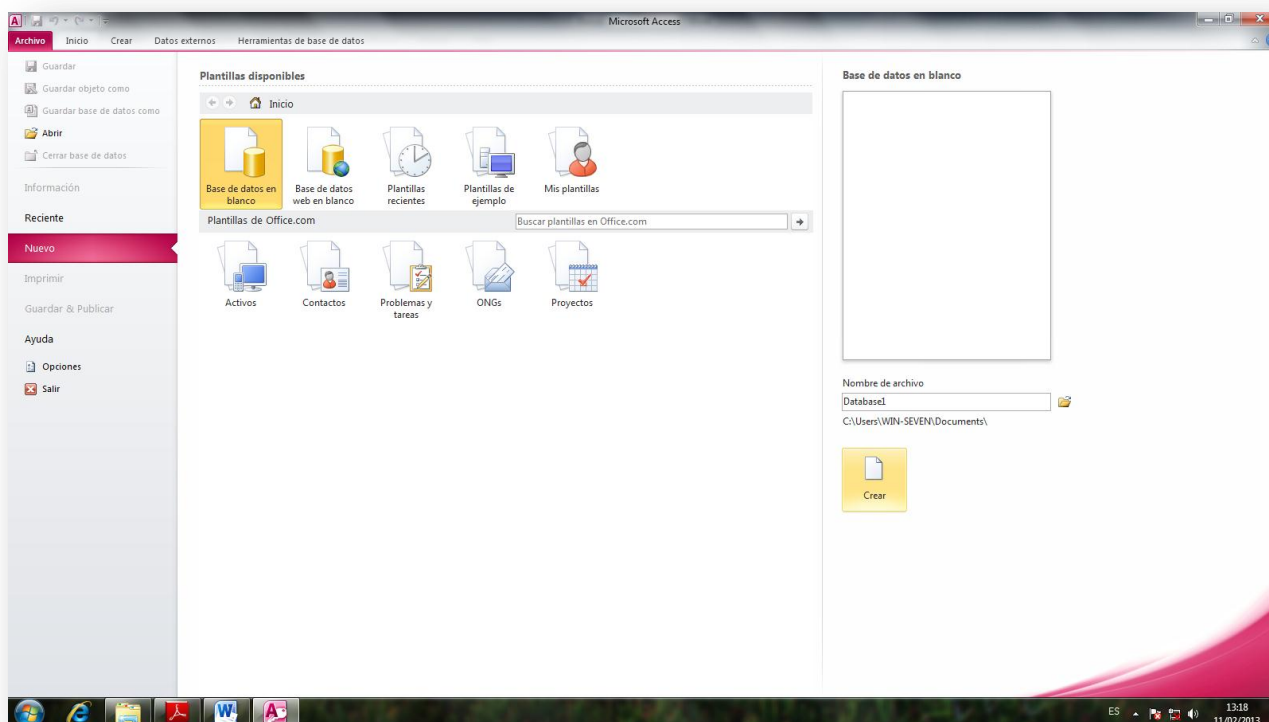 Microsoft Access
Archivo Inicio Crear Datos externos Herramientas de base de datos
Guardar
Guardar objeto como
Guardar base de datos como
Abrir
Cerrar base de datos
Información
Reciente
Nuevo
Imprimir
Guardar & Publicar
Ayuda
Opciones
Salir
Plantillas disponibles
Inicio
Base de datos en
blanco
Base de datos
web en blanco
Plantillas
recientes
Plantillas de
ejemplo
Mis plantillas
Plantillas de Office.com
Buscar plantillas en Office.com
Activos
Contactos
Problemas y
tareas
ONGs
Proyectos
Base de datos en blanco
Nombre de archivo
Database1
C:\Users\WIN-SEVEN\Documents\
Crear
ES
13:18
11/02/2013